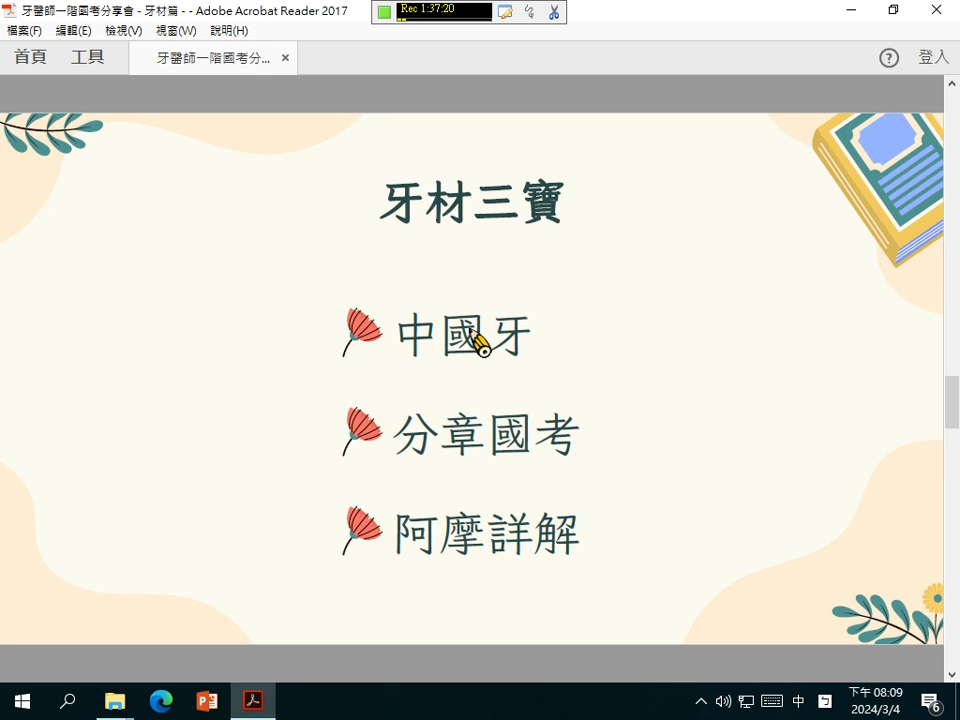 牙醫師一階國考分享會 - 牙材篇 - - Adobe Acrobat Reader 2017
Rec 1:37:20
檔案(F) 編輯(E) 檢視(V) 視窗(W) 說明(H)
首頁 工具 牙醫師一階國考分... × ? 登入
牙材三寶
中國牙
分章國考
阿摩詳解
中
下午 08:09
2024/3/4
6